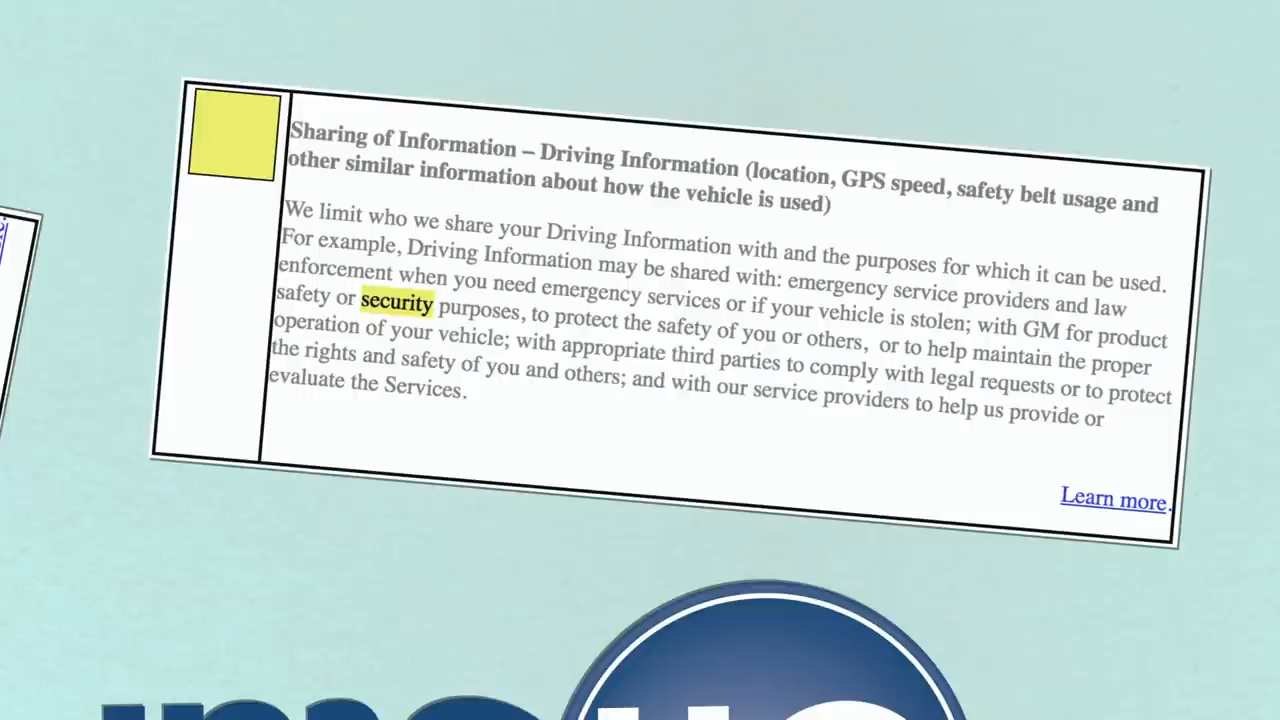 Sharing of Information – Driving Information (location, GPS speed, safety belt usage and
other similar information about how the vehicle is used)
We limit who we share your Driving Information with and the purposes for which it can be used.
For example, Driving Information may be shared with: emergency service providers and law
enforcement when you need emergency services or if your vehicle is stolen; with GM for product
safety or security purposes, to protect the safety of you or others, or to help maintain the proper
operation of your vehicle; with appropriate third parties to comply with legal requests or to protect
the rights and safety of you and others; and with our service providers to help us provide or
evaluate the Services.
Learn more.